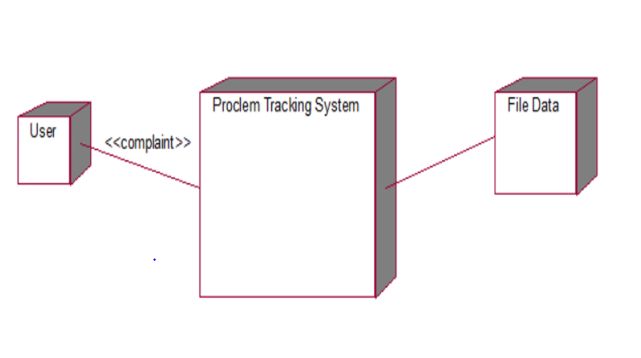 User
<<complaint>>
Proclem Tracking System
File Data